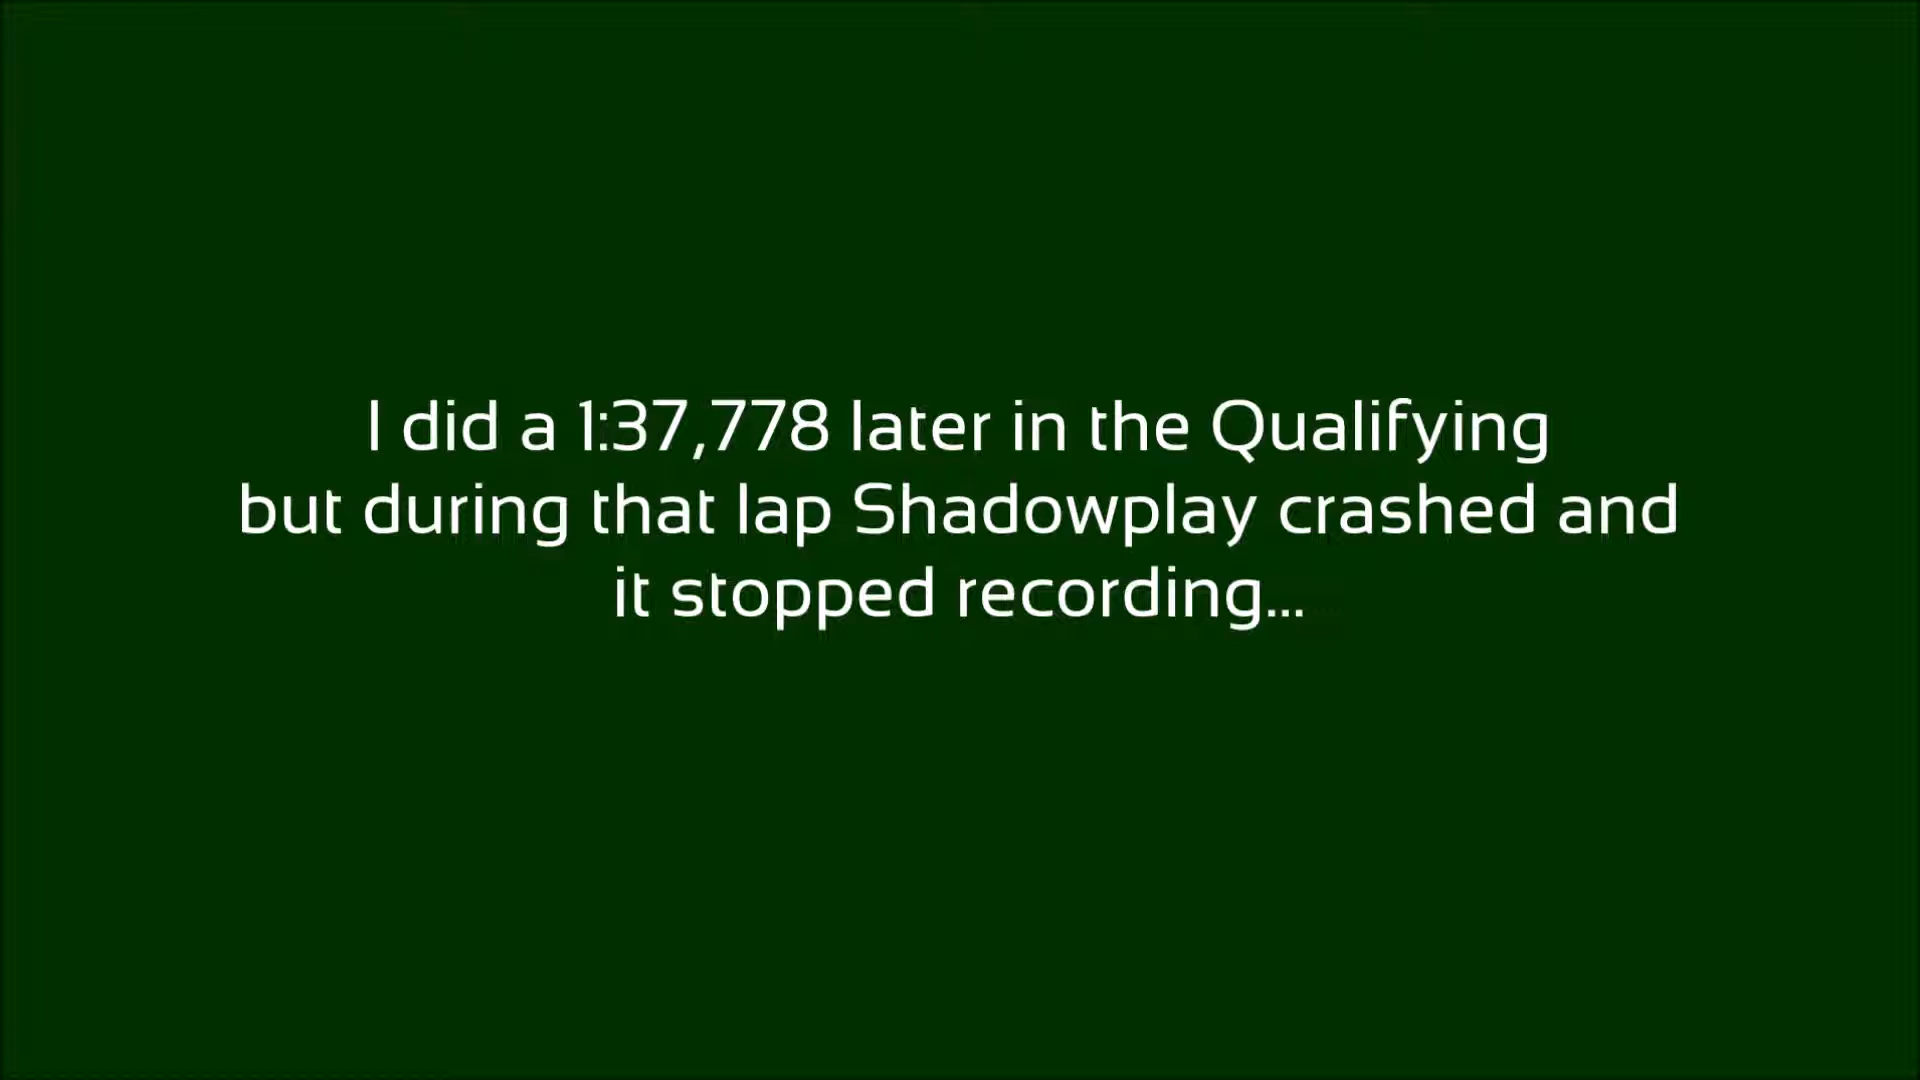 I did a 1:37,778 later in the Qualifying
but during that lap Shadowplay crashed and
it stopped recording...